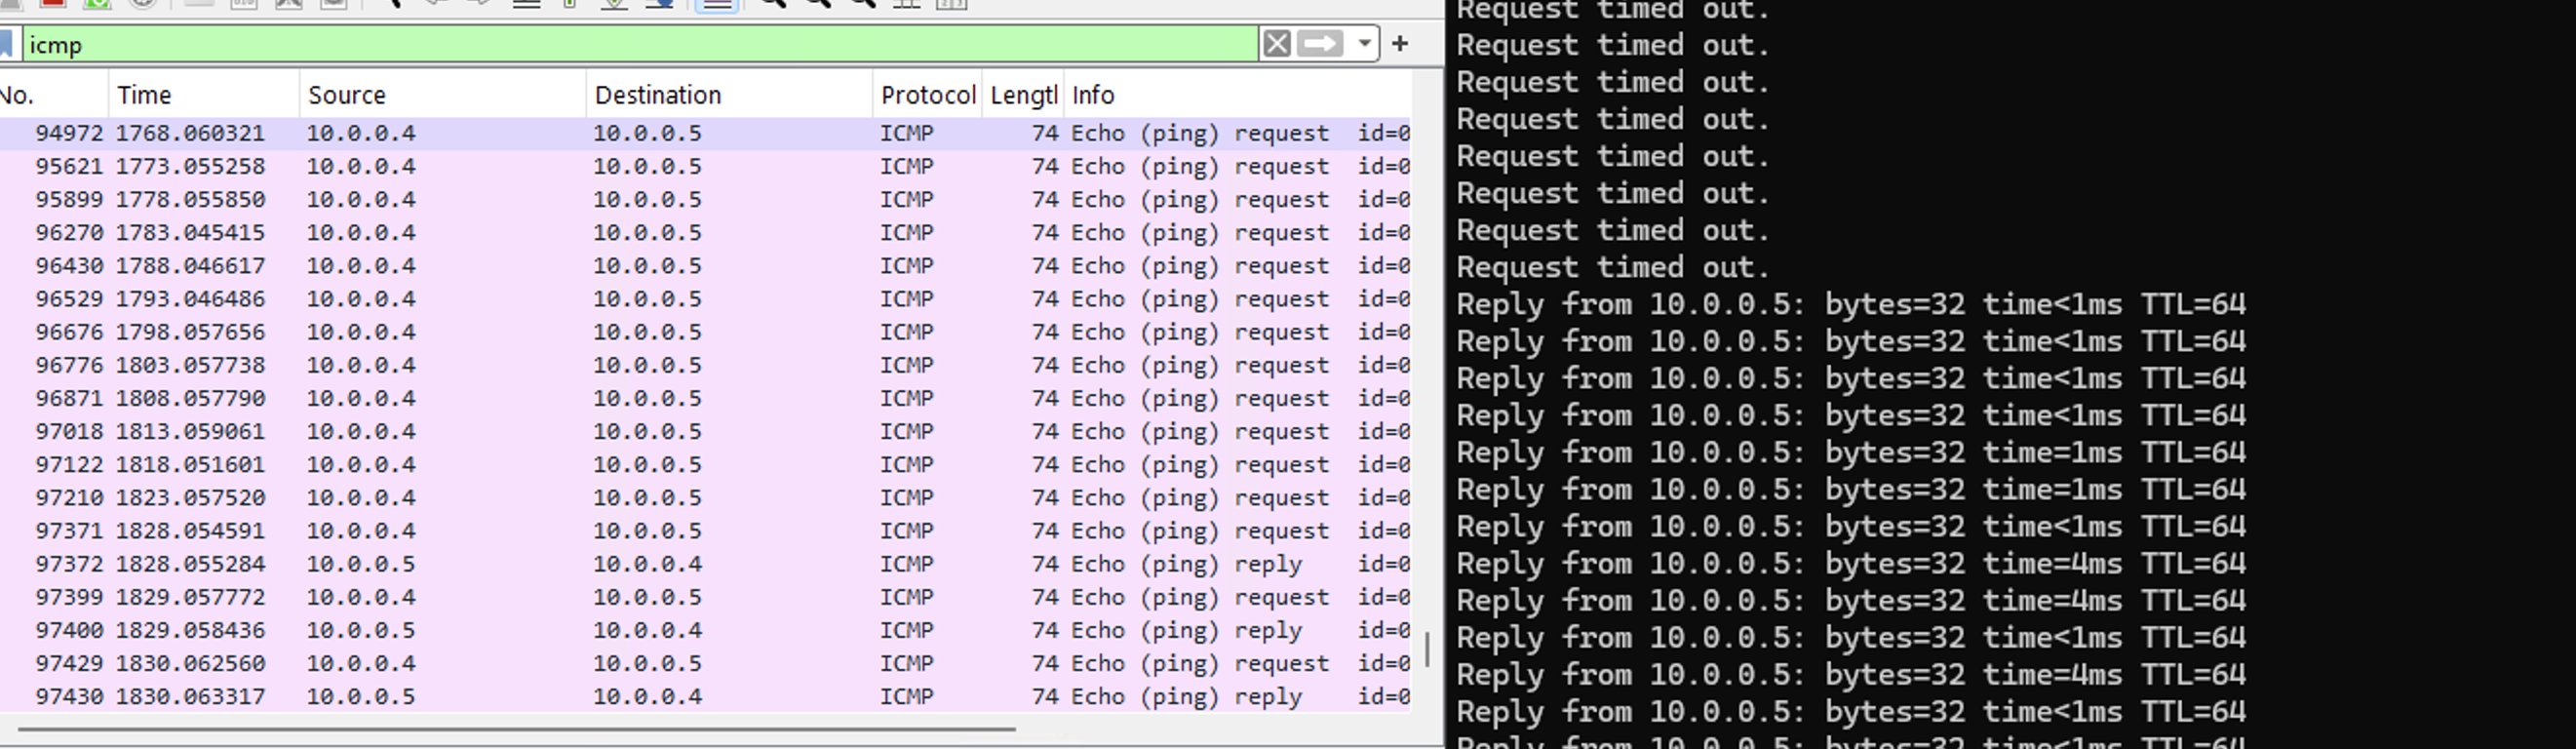 icmp
No. Time Source Destination Protocol Lengtl Info
94972 1768.060321 10.0.0.4 10.0.0.5 ICMP 74 Echo (ping) request id=0
95621 1773.055258 10.0.0.4 10.0.0.5 ICMP 74 Echo (ping) request id=0
95899 1778.055850 10.0.0.4 10.0.0.5 ICMP 74 Echo (ping) request id=0
96270 1783.045415 10.0.0.4 10.0.0.5 ICMP 74 Echo (ping) request id=0
96430 1788.046617 10.0.0.4 10.0.0.5 ICMP 74 Echo (ping) request id=0
96529 1793.046486 10.0.0.4 10.0.0.5 ICMP 74 Echo (ping) request id=0
96676 1798.057656 10.0.0.4 10.0.0.5 ICMP 74 Echo (ping) request id=0
96776 1803.057738 10.0.0.4 10.0.0.5 ICMP 74 Echo (ping) request id=0
96871 1808.057790 10.0.0.4 10.0.0.5 ICMP 74 Echo (ping) request id=0
97018 1813.059061 10.0.0.4 10.0.0.5 ICMP 74 Echo (ping) request id=0
97122 1818.051601 10.0.0.4 10.0.0.5 ICMP 74 Echo (ping) request id=0
97210 1823.057520 10.0.0.4 10.0.0.5 ICMP 74 Echo (ping) request id=0
97371 1828.054591 10.0.0.4 10.0.0.5 ICMP 74 Echo (ping) request id=0
97372 1828.055284 10.0.0.5 10.0.0.4 ICMP 74 Echo (ping) reply id=0
97399 1829.057772 10.0.0.4 10.0.0.5 ICMP 74 Echo (ping) request id=0
97400 1829.058436 10.0.0.5 10.0.0.4 ICMP 74 Echo (ping) reply id=0
97429 1830.062560 10.0.0.4 10.0.0.5 ICMP 74 Echo (ping) request id=0
97430 1830.063317 10.0.0.5 10.0.0.4 ICMP 74 Echo (ping) reply id=0
Request timed out.
Request timed out.
Request timed out.
Request timed out.
Request timed out.
Request timed out.
Request timed out.
Request timed out.
Reply from 10.0.0.5: bytes=32 time<1ms TTL=64
Reply from 10.0.0.5: bytes=32 time<1ms TTL=64
Reply from 10.0.0.5: bytes=32 time<1ms TTL=64
Reply from 10.0.0.5: bytes=32 time<1ms TTL=64
Reply from 10.0.0.5: bytes=32 time=1ms TTL=64
Reply from 10.0.0.5: bytes=32 time=1ms TTL=64
Reply from 10.0.0.5: bytes=32 time<1ms TTL=64
Reply from 10.0.0.5: bytes=32 time=4ms TTL=64
Reply from 10.0.0.5: bytes=32 time=4ms TTL=64
Reply from 10.0.0.5: bytes=32 time<1ms TTL=64
Reply from 10.0.0.5: bytes=32 time=4ms TTL=64
Reply from 10.0.0.5: bytes=32 time<1ms TTL=64